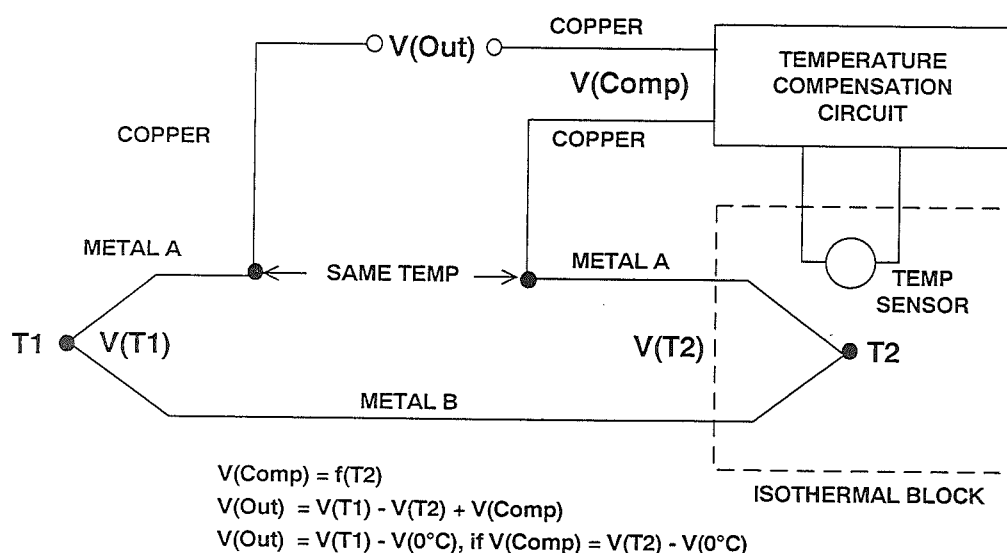 COPPER
V(Out)
TEMPERATURE
COMPENSATION
CIRCUIT
V(Comp)
COPPER
COPPER
METAL A
SAME TEMP
METAL A
TEMP
SENSOR
T1
V(T1)
V(T2)
T2
METAL B
ISOTHERMAL BLOCK
V(Comp) = f(T2)
V(Out) = V(T1) - V(T2) + V(Comp)
V(Out) = V(T1) - V(0°C), if V(Comp) = V(T2) - V(0°C)